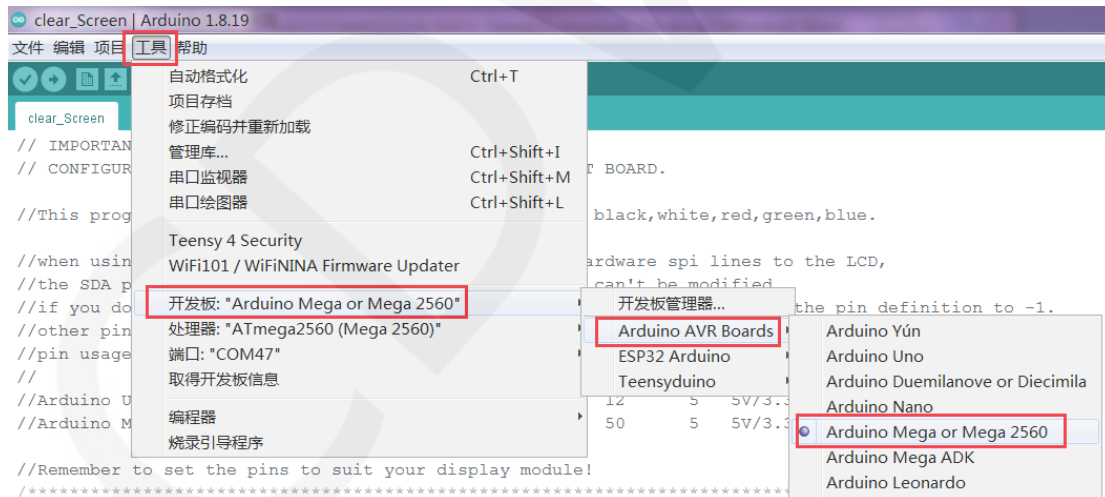 clear_Screen | Arduino 1.8.19
文件 编辑 项目 工具 帮助
自动格式化 Ctrl+T
项目存档
修正编码并重新加载
管理库... Ctrl+Shift+I
串口监视器 Ctrl+Shift+M
串口绘图器 Ctrl+Shift+L
Teensy 4 Security
WiFi101 / WiFiNINA Firmware Updater
开发板: "Arduino Mega or Mega 2560"
处理器: "ATmega2560 (Mega 2560)"
端口: "COM47"
取得开发板信息
编程器
烧录引导程序
开发板管理器...
Arduino AVR Boards
ESP32 Arduino
Teensyduino
Arduino Yún
Arduino Uno
Arduino Duemilanove or Diecimila
Arduino Nano
Arduino Mega or Mega 2560
Arduino Mega ADK
Arduino Leonardo
clear_Screen
// IMPORTAN
// CONFIGUR T BOARD.
//This prog black,white,red,green,blue.
//when usin ardware spi lines to the LCD,
//the SDA p can't be modified
//if you do the pin definition to -1.
//other pin
//pin usage
//
//Arduino U 12 5 5V/3.3
//Arduino M 50 5 5V/3.3
//Remember to set the pins to suit your display module!